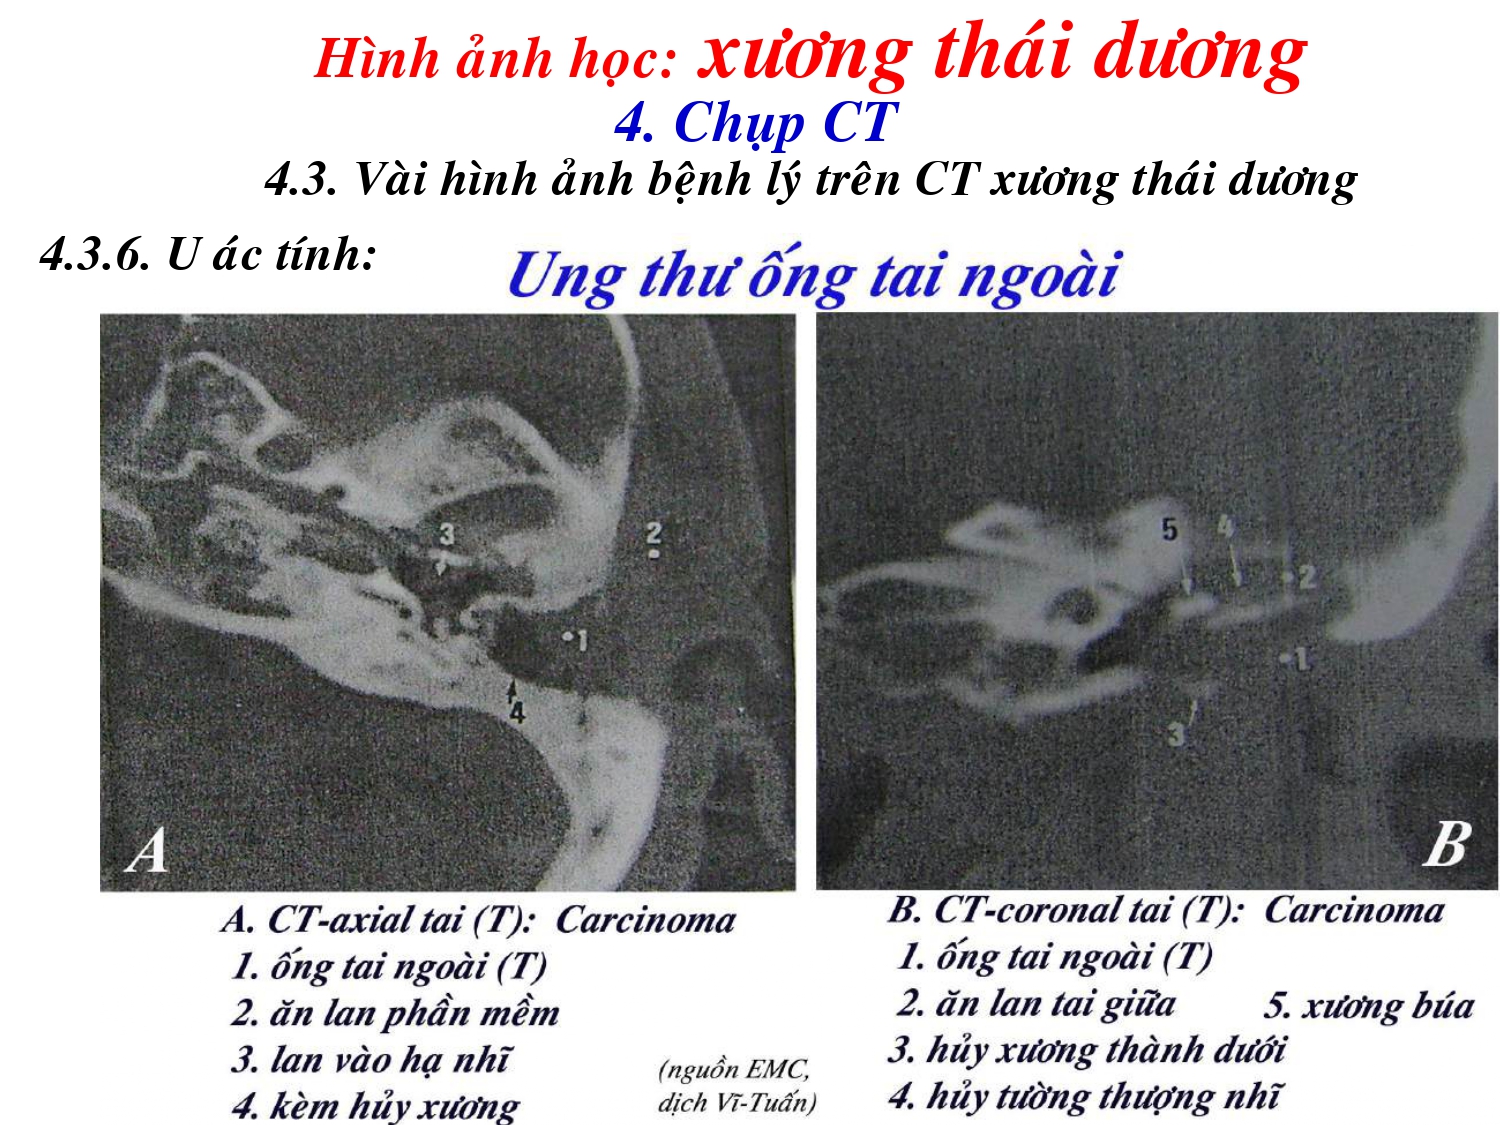 Hình ảnh học: xương thái dương
4. Chụp CT
4.3. Vài hình ảnh bệnh lý trên CT xương thái dương
4.3.6. U ác tính:
Ung thư ống tai ngoài
3
2
1
4
A
5
4
2
1
3
B
A. CT-axial tai (T): Carcinoma
1. ống tai ngoài (T)
2. ăn lan phần mềm
3. lan vào hạ nhĩ
4. kèm hủy xương
(nguồn EMC,
dịch Vĩ-Tuấn)
B. CT-coronal tai (T): Carcinoma
1. ống tai ngoài (T)
2. ăn lan tai giữa
5. xương búa
3. hủy xương thành dưới
4. hủy tường thượng nhĩ